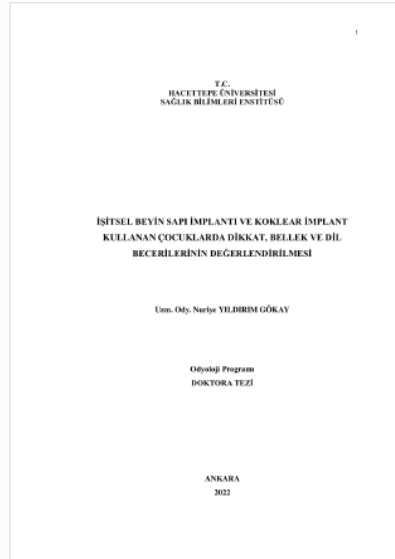 1
T.C.
HACETTEPE ÜNİVERSİTESİ
SAĞLIK BİLİMLERİ ENSTİTÜSÜ
İŞİTSEL BEYİN SAPI İMPLANTI VE KOKLEAR İMPLANT
KULLANAN ÇOCUKLARDA DİKKAT, BELLEK VE DİL
BECERİLERİNİN DEĞERLENDİRİLMESİ
Uzm. Ody. Nuriye YILDIRIM GÖKAY
Odyoloji Programı
DOKTORA TEZİ
ANKARA
2022